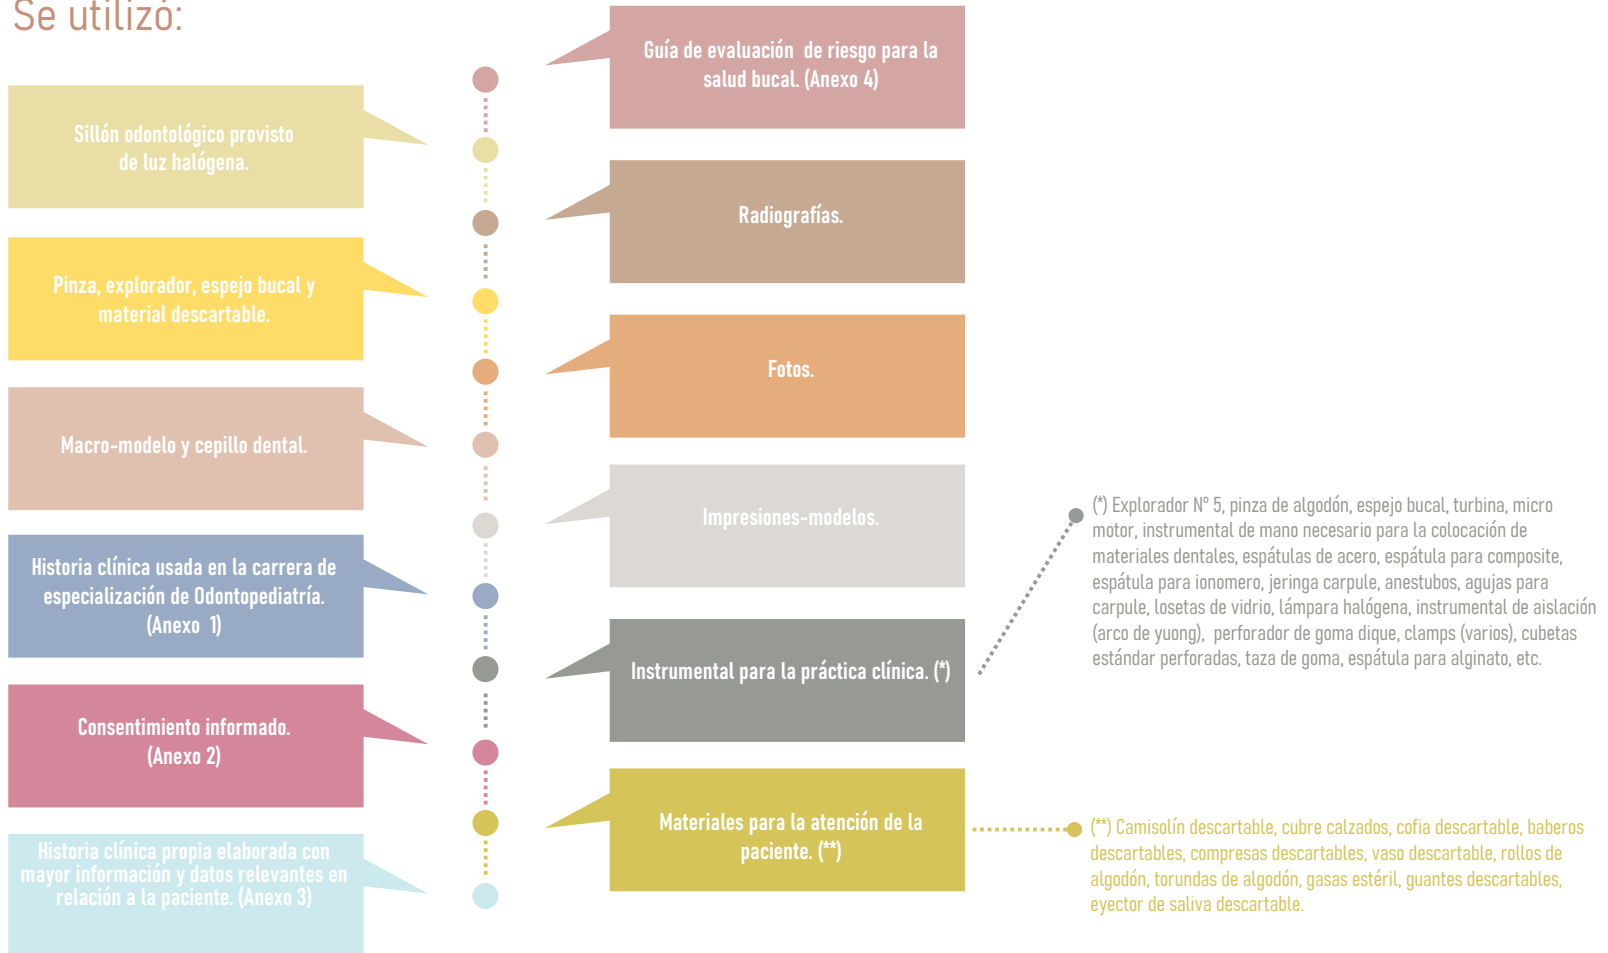 Se utilizó:
Sillón odontológico provisto
de luz halógena.
Pinza, explorador, espejo bucal y
material descartable.
Macro-modelo y cepillo dental.
Historia clínica usada en la carrera de
especialización de Odontopediatría.
(Anexo 1)
Consentimiento informado.
(Anexo 2)
Historia clínica propia elaborada con
mayor información y datos relevantes en
relación a la paciente. (Anexo 3)
Guía de evaluación de riesgo para la
salud bucal. (Anexo 4)
Radiografías.
Fotos.
Impresiones-modelos.
Instrumental para la práctica clínica. (*)
Materiales para la atención de la
paciente. (**)
(*) Explorador Nº 5, pinza de algodón, espejo bucal, turbina, micro
motor, instrumental de mano necesario para la colocación de
materiales dentales, espátulas de acero, espátula para composite,
espátula para ionomero, jeringa carpule, anestubos, agujas para
carpule, losetas de vidrio, lámpara halógena, instrumental de aislación
(arco de yuong), perforador de goma dique, clamps (varios), cubetas
estándar perforadas, taza de goma, espátula para alginato, etc.
(**) Camisolín descartable, cubre calzados, cofia descartable, baberos
descartables, compresas descartables, vaso descartable, rollos de
algodón, torundas de algodón, gasas estéril, guantes descartables,
eyector de saliva descartable.